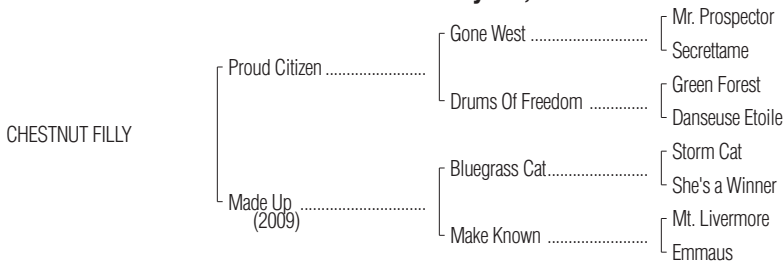 Mr. Prospector
Gone West ........................
Secrettame
Proud Citizen ........................
Green Forest
Drums Of Freedom ..............
Danseuse Etoile
CHESTNUT FILLY
Storm Cat
Bluegrass Cat........................
She's a Winner
Made Up .............................
(2009)
Mt. Livermore
Make Known ........................
Emmaus